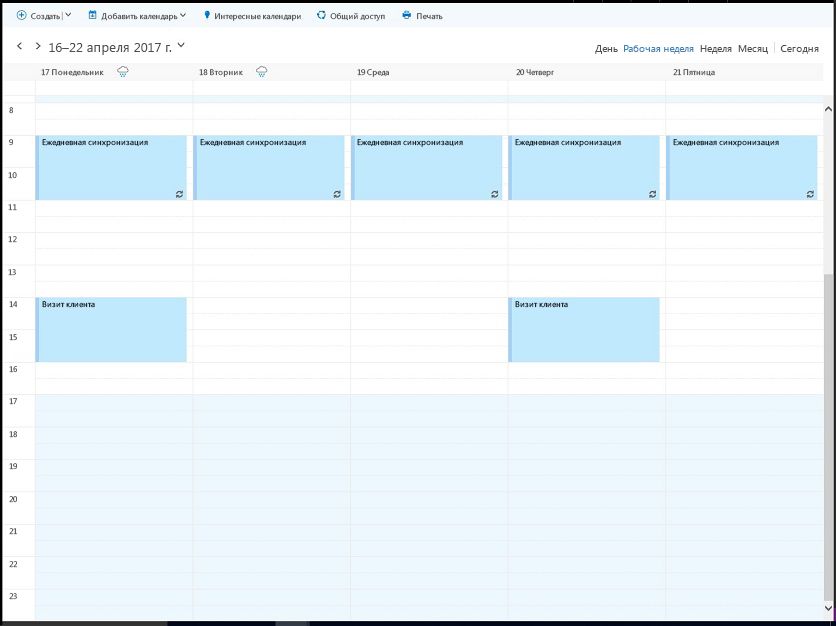 Создать Добавить календарь Интересные календари Общий доступ Печать
16–22 апреля 2017 г. День Рабочая неделя Неделя Месяц Сегодня
17 Понедельник 18 Вторник 19 Среда 20 Четверг 21 Пятница
8
9 Ежедневная синхронизация Ежедневная синхронизация Ежедневная синхронизация Ежедневная синхронизация Ежедневная синхронизация
10
11
12
13
14 Визит клиента Визит клиента
15
16
17
18
19
20
21
22
23